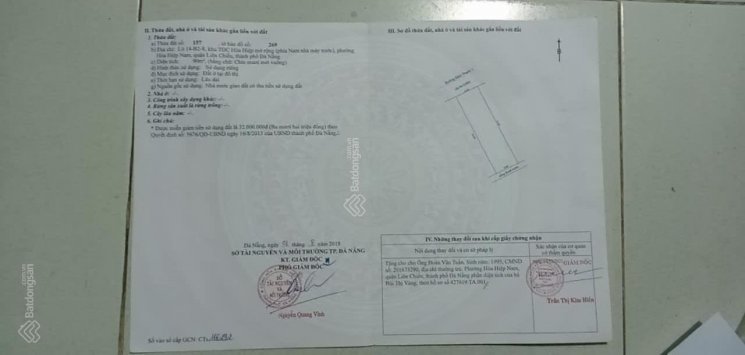 II. Thửa đất, nhà ở và tài sản khác gắn liền với đất
1. Thửa đất:
a) Thửa đất số: 157 tờ bản đồ số: 269
b) Địa chỉ: Lô 14-B2-8, khu TĐC Hòa Hiệp mở rộng (phía Nam nhà máy nước), phường
Hòa Hiệp Nam, quận Liên Chiểu, thành phố Đà Nẵng
c) Diện tích: 90m², (bằng chữ: Chín mươi mét vuông)
d) Hình thức sử dụng: Sử dụng riêng
đ) Mục đích sử dụng: Đất ở tại đô thị
e) Thời hạn sử dụng: Lâu dài
g) Nguồn gốc sử dụng: Nhà nước giao đất có thu tiền sử dụng đất
2. Nhà ở: -/-
3. Công trình xây dựng khác: -/-
4. Rừng sản xuất là rừng trồng: -/-
5. Cây lâu năm: -/-
6. Ghi chú:
* Được miễn giảm tiền sử dụng đất là 32.000.000đ (Ba mươi hai triệu đồng) theo
Quyết định số: /QĐ-UBND ngày 16/8/2013 của UBND thành phố Đà Nẵng.
Đà Nẵng, ngày tháng năm 2018
SỞ TÀI NGUYÊN VÀ MÔI TRƯỜNG TP. ĐÀ NẴNG
KT. GIÁM ĐỐC
PHÓ GIÁM ĐỐC
SỞ
TÀI NGUYÊN
VÀ
Nguyễn Quang Vinh
Số vào sổ cấp GCN: CTs
III. Sơ đồ thửa đất, nhà ở và tài sản khác gắn liền với đất
IV. Những thay đổi sau khi cấp giấy chứng nhận
Nội dung thay đổi và cơ sở pháp lý
Xác nhận của cơ quan
có thẩm quyền
Tặng cho cho Ông Đoàn Văn Tuấn, Sinh năm: 1995, CMND
số: 201675290, địa chỉ thường trú: Phường Hòa Hiệp Nam,
quận Liên Chiểu, thành phố Đà Nẵng phần diện tích của bà
Bùi Thị Vàng, theo hồ sơ số
GIÁM ĐỐC
Trần Thị Kim Hiền
Batdongsan
.com.vn
Batdongsan
.com.vn
Batdongsan